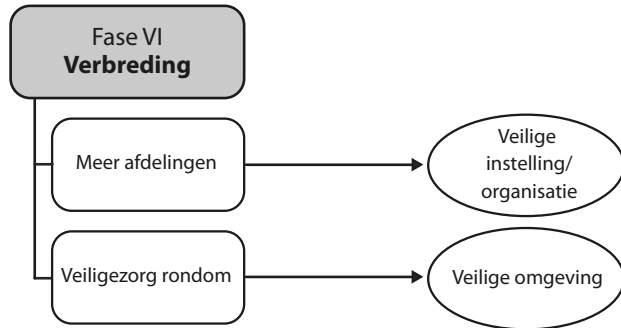 Fase VI
Verbreding
Meer afdelingen
Veilige
instelling/
organisatie
Veiligezorg rondom
Veilige omgeving